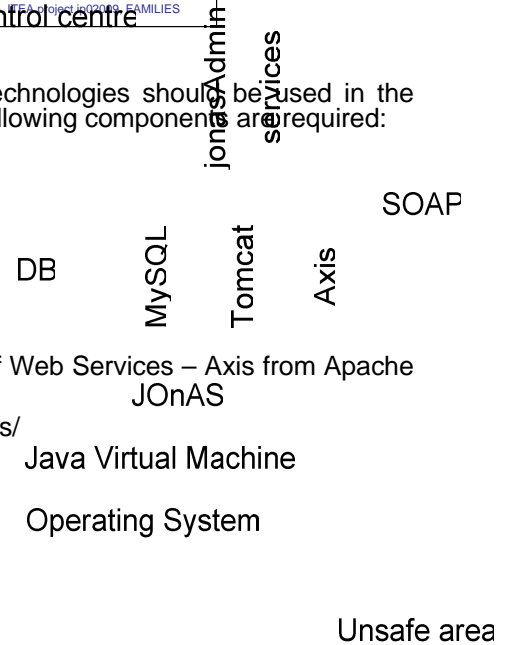 ITEA project ip02009, FAMILIES
ntrol centre
jonasAdmin
services
echnologies should be used in the
llowing components are required:
SOAP
DB
MySQL
Tomcat
Axis
f Web Services – Axis from Apache
JOnAS
s/
Java Virtual Machine
Operating System
Unsafe area